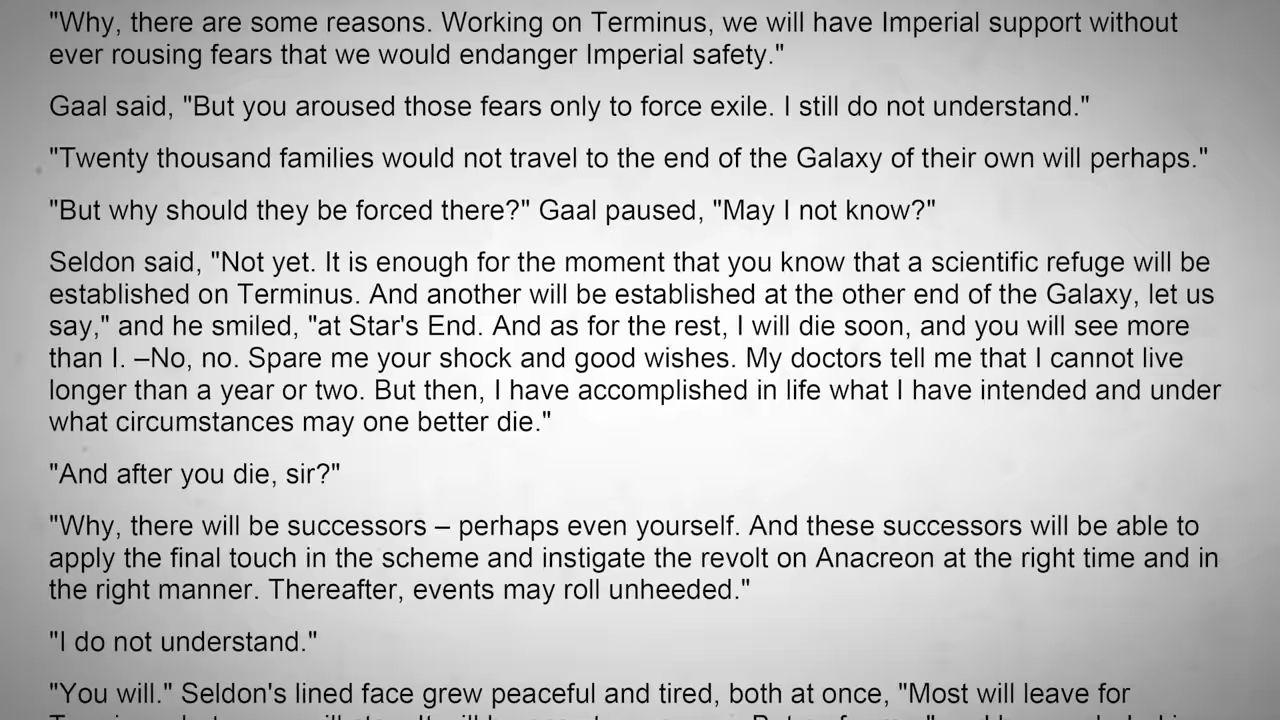 "Why, there are some reasons. Working on Terminus, we will have Imperial support without
ever rousing fears that we would endanger Imperial safety."
Gaal said, "But you aroused those fears only to force exile. I still do not understand."
"Twenty thousand families would not travel to the end of the Galaxy of their own will perhaps."
"But why should they be forced there?" Gaal paused, "May I not know?"
Seldon said, "Not yet. It is enough for the moment that you know that a scientific refuge will be
established on Terminus. And another will be established at the other end of the Galaxy, let us
say," and he smiled, "at Star's End. And as for the rest, I will die soon, and you will see more
than I. –No, no. Spare me your shock and good wishes. My doctors tell me that I cannot live
longer than a year or two. But then, I have accomplished in life what I have intended and under
what circumstances may one better die."
"And after you die, sir?"
"Why, there will be successors – perhaps even yourself. And these successors will be able to
apply the final touch in the scheme and instigate the revolt on Anacreon at the right time and in
the right manner. Thereafter, events may roll unheeded."
"I do not understand."
"You will." Seldon's lined face grew peaceful and tired, both at once, "Most will leave for